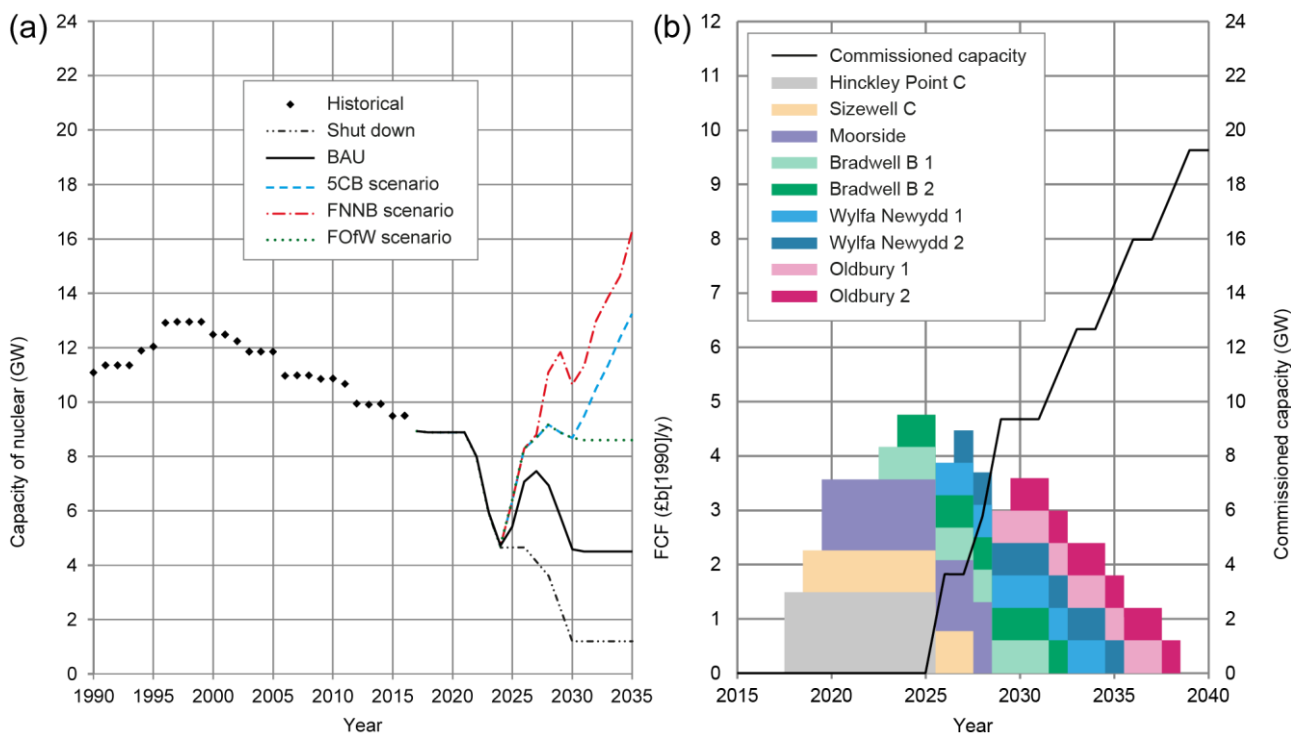 (a)
24
22
20
18
16
14
12
10
8
6
4
2
0
Capacity of nuclear (GW)
Historical
Shut down
BAU
5CB scenario
FNNB scenario
FOfW scenario
1990 1995 2000 2005 2010 2015 2020 2025 2030 2035
Year
(b)
12
11
10
9
8
7
6
5
4
3
2
1
0
FCF (£b[1990]/y)
Commissioned capacity
Hinckley Point C
Sizewell C
Moorside
Bradwell B 1
Bradwell B 2
Wylfa Newydd 1
Wylfa Newydd 2
Oldbury 1
Oldbury 2
24
22
20
18
16
14
12
10
8
6
4
2
0
Commissioned capacity (GW)
2015 2020 2025 2030 2035 2040
Year